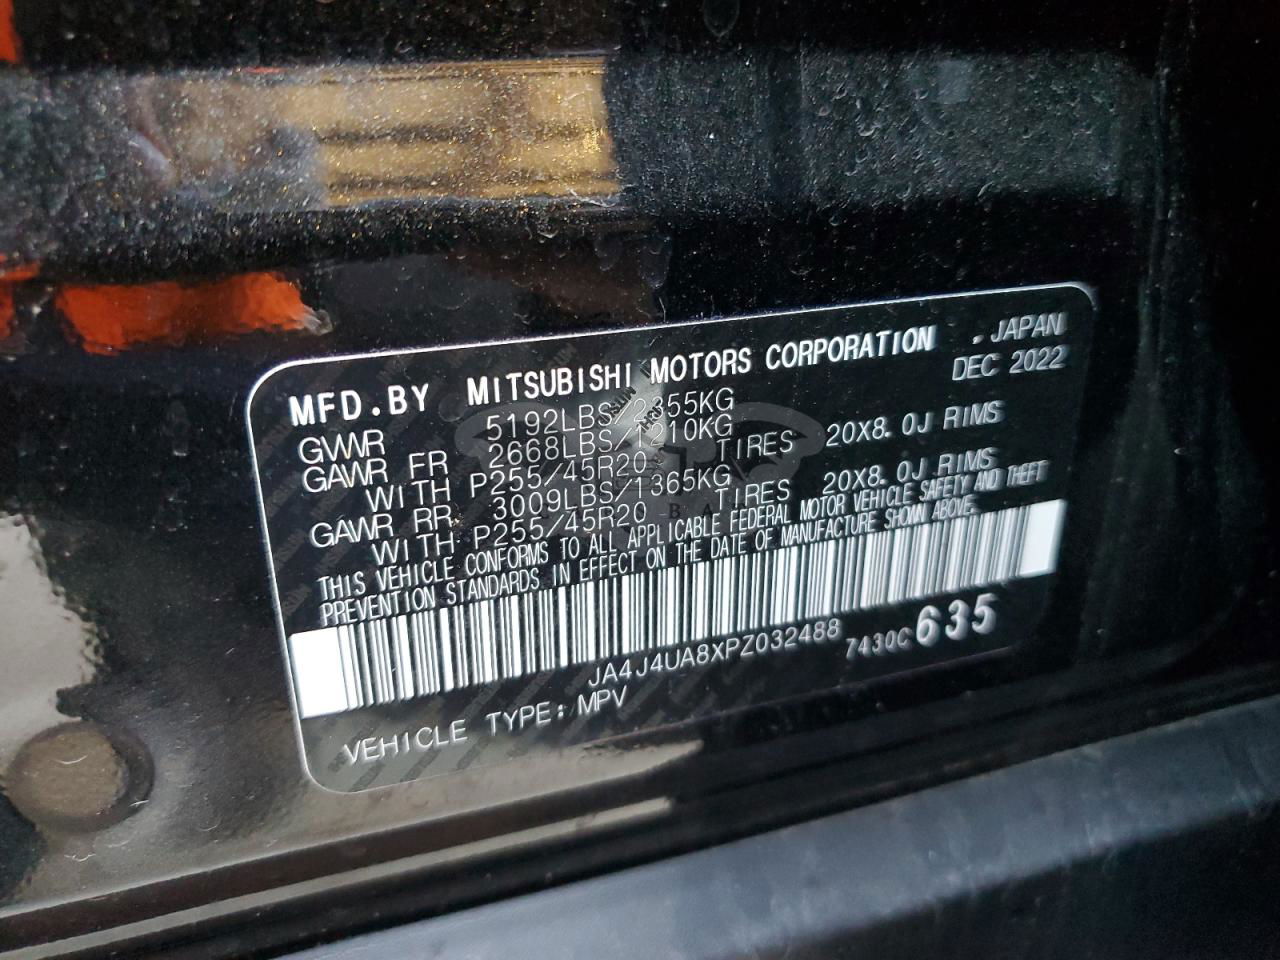 MFD.BY MITSUBISHI MOTORS CORPORATION . JAPAN
DEC 2022
GVWR 5192LBS/2355KG
GAWR FR 2668LBS/1210KG
WITH P255/45R20 TIRES 20X8.0J RIMS
GAWR RR 3009LBS/1365KG
WITH P255/45R20 TIRES 20X8.0J RIMS
THIS VEHICLE CONFORMS TO ALL APPLICABLE FEDERAL MOTOR VEHICLE SAFETY AND THEFT
PREVENTION STANDARDS IN EFFECT ON THE DATE OF MANUFACTURE SHOWN ABOVE.
JA4J4UA8XPZ032488 7430C635
VEHICLE TYPE: MPV